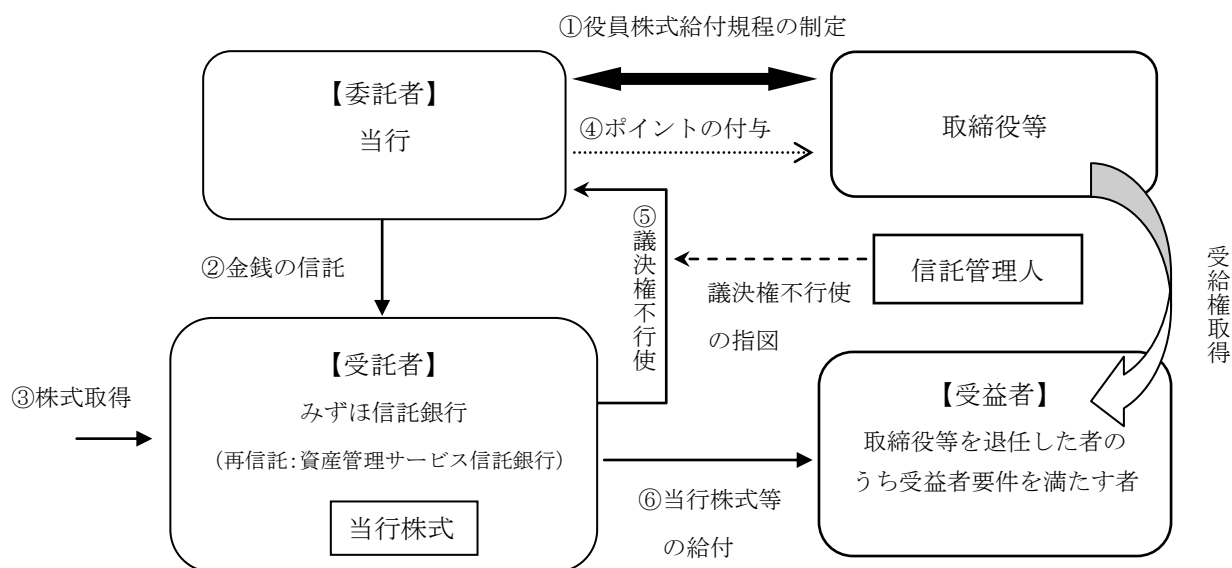 ①役員株式給付規程の制定
【委託者】
当行
④ポイントの付与
取締役等
②金銭の信託
⑤議決権不行使
議決権不行使
の指図
信託管理人
受給権取得
③株式取得
【受託者】
みずほ信託銀行
(再信託:資産管理サービス信託銀行)
当行株式
⑥当行株式等
の給付
【受益者】
取締役等を退任した者の
うち受益者要件を満たす者